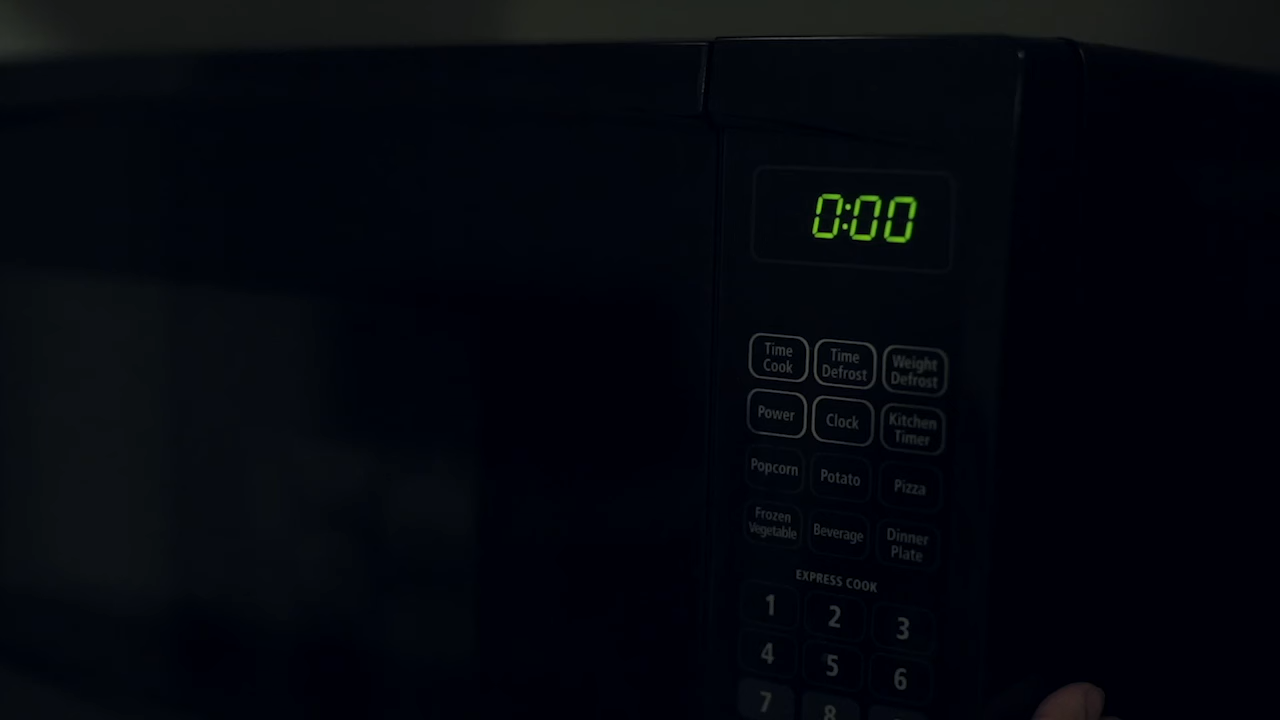 0:00
Time Cook
Time Defrost
Weight Defrost
Power
Clock
Kitchen Timer
Popcorn
Potato
Pizza
Frozen Vegetable
Beverage
Dinner Plate
EXPRESS COOK
1 2 3
4 5 6
7 8